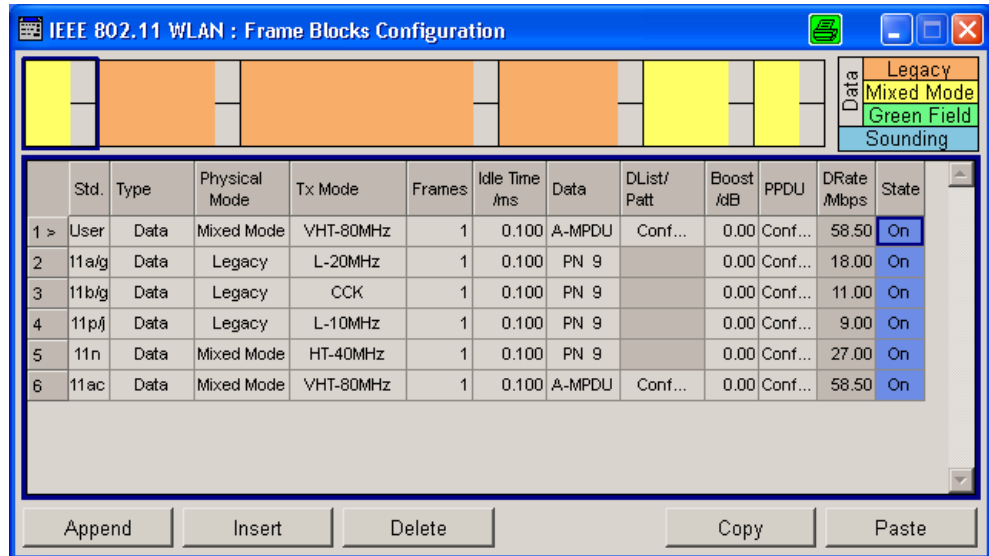 IEEE 802.11 WLAN : Frame Blocks Configuration
Data
Legacy
Mixed Mode
Green Field
Sounding
Std. Type Physical Mode Tx Mode Frames Idle Time /ms Data DList/ Patt Boost /dB PPDU DRate /Mbps State
1 > User Data Mixed Mode VHT-80MHz 1 0.100 A-MPDU Conf... 0.00 Conf... 58.50 On
2 11a/g Data Legacy L-20MHz 1 0.100 PN 9 0.00 Conf... 18.00 On
3 11b/g Data Legacy CCK 1 0.100 PN 9 0.00 Conf... 11.00 On
4 11p/j Data Legacy L-10MHz 1 0.100 PN 9 0.00 Conf... 9.00 On
5 11n Data Mixed Mode HT-40MHz 1 0.100 PN 9 0.00 Conf... 27.00 On
6 11ac Data Mixed Mode VHT-80MHz 1 0.100 A-MPDU Conf... 0.00 Conf... 58.50 On
Append Insert Delete Copy Paste